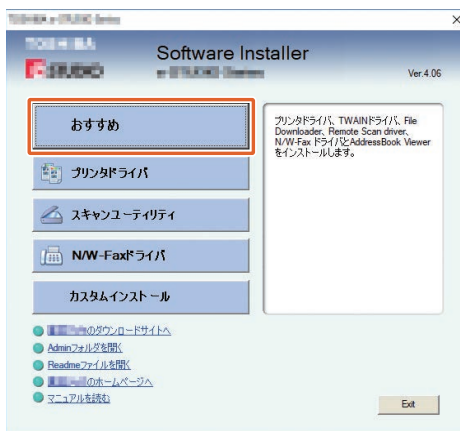 Software Installer
Ver.4.06
おすすめ
プリンタドライバ
スキャンユーティリティ
N/W-Faxドライバ
カスタムインストール
プリンタドライバ、TWAINドライバ、File
Downloader、Remote Scan driver、
N/W-Fax ドライバとAddressBook Viewer
をインストールします。
のダウンロードサイトへ
Adminフォルダを開く
Readmeファイルを開く
のホームページへ
マニュアルを読む
Exit